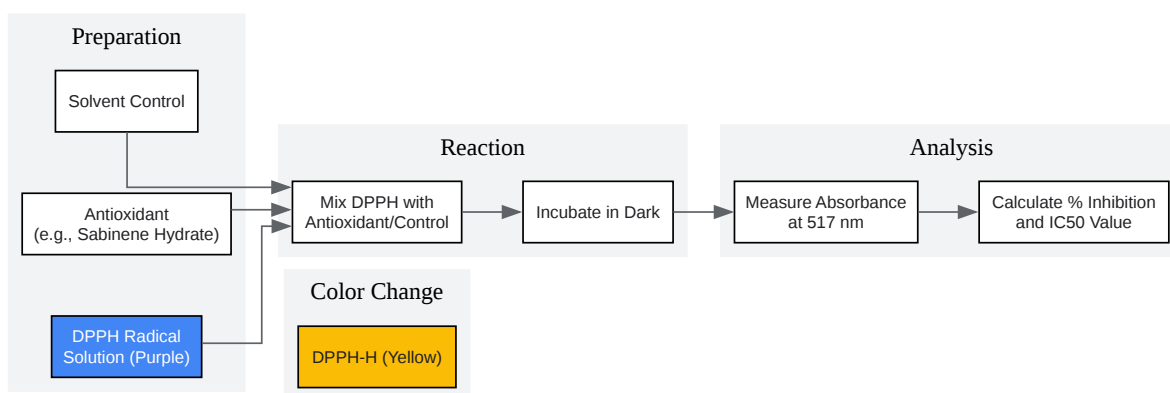 Preparation
Solvent Control
Antioxidant
(e.g., Sabinene Hydrate)
DPPH Radical
Solution (Purple)
Reaction
Mix DPPH with
Antioxidant/Control
Incubate in Dark
Color Change
DPPH-H (Yellow)
Analysis
Measure Absorbance
at 517 nm
Calculate % Inhibition
and IC50 Value